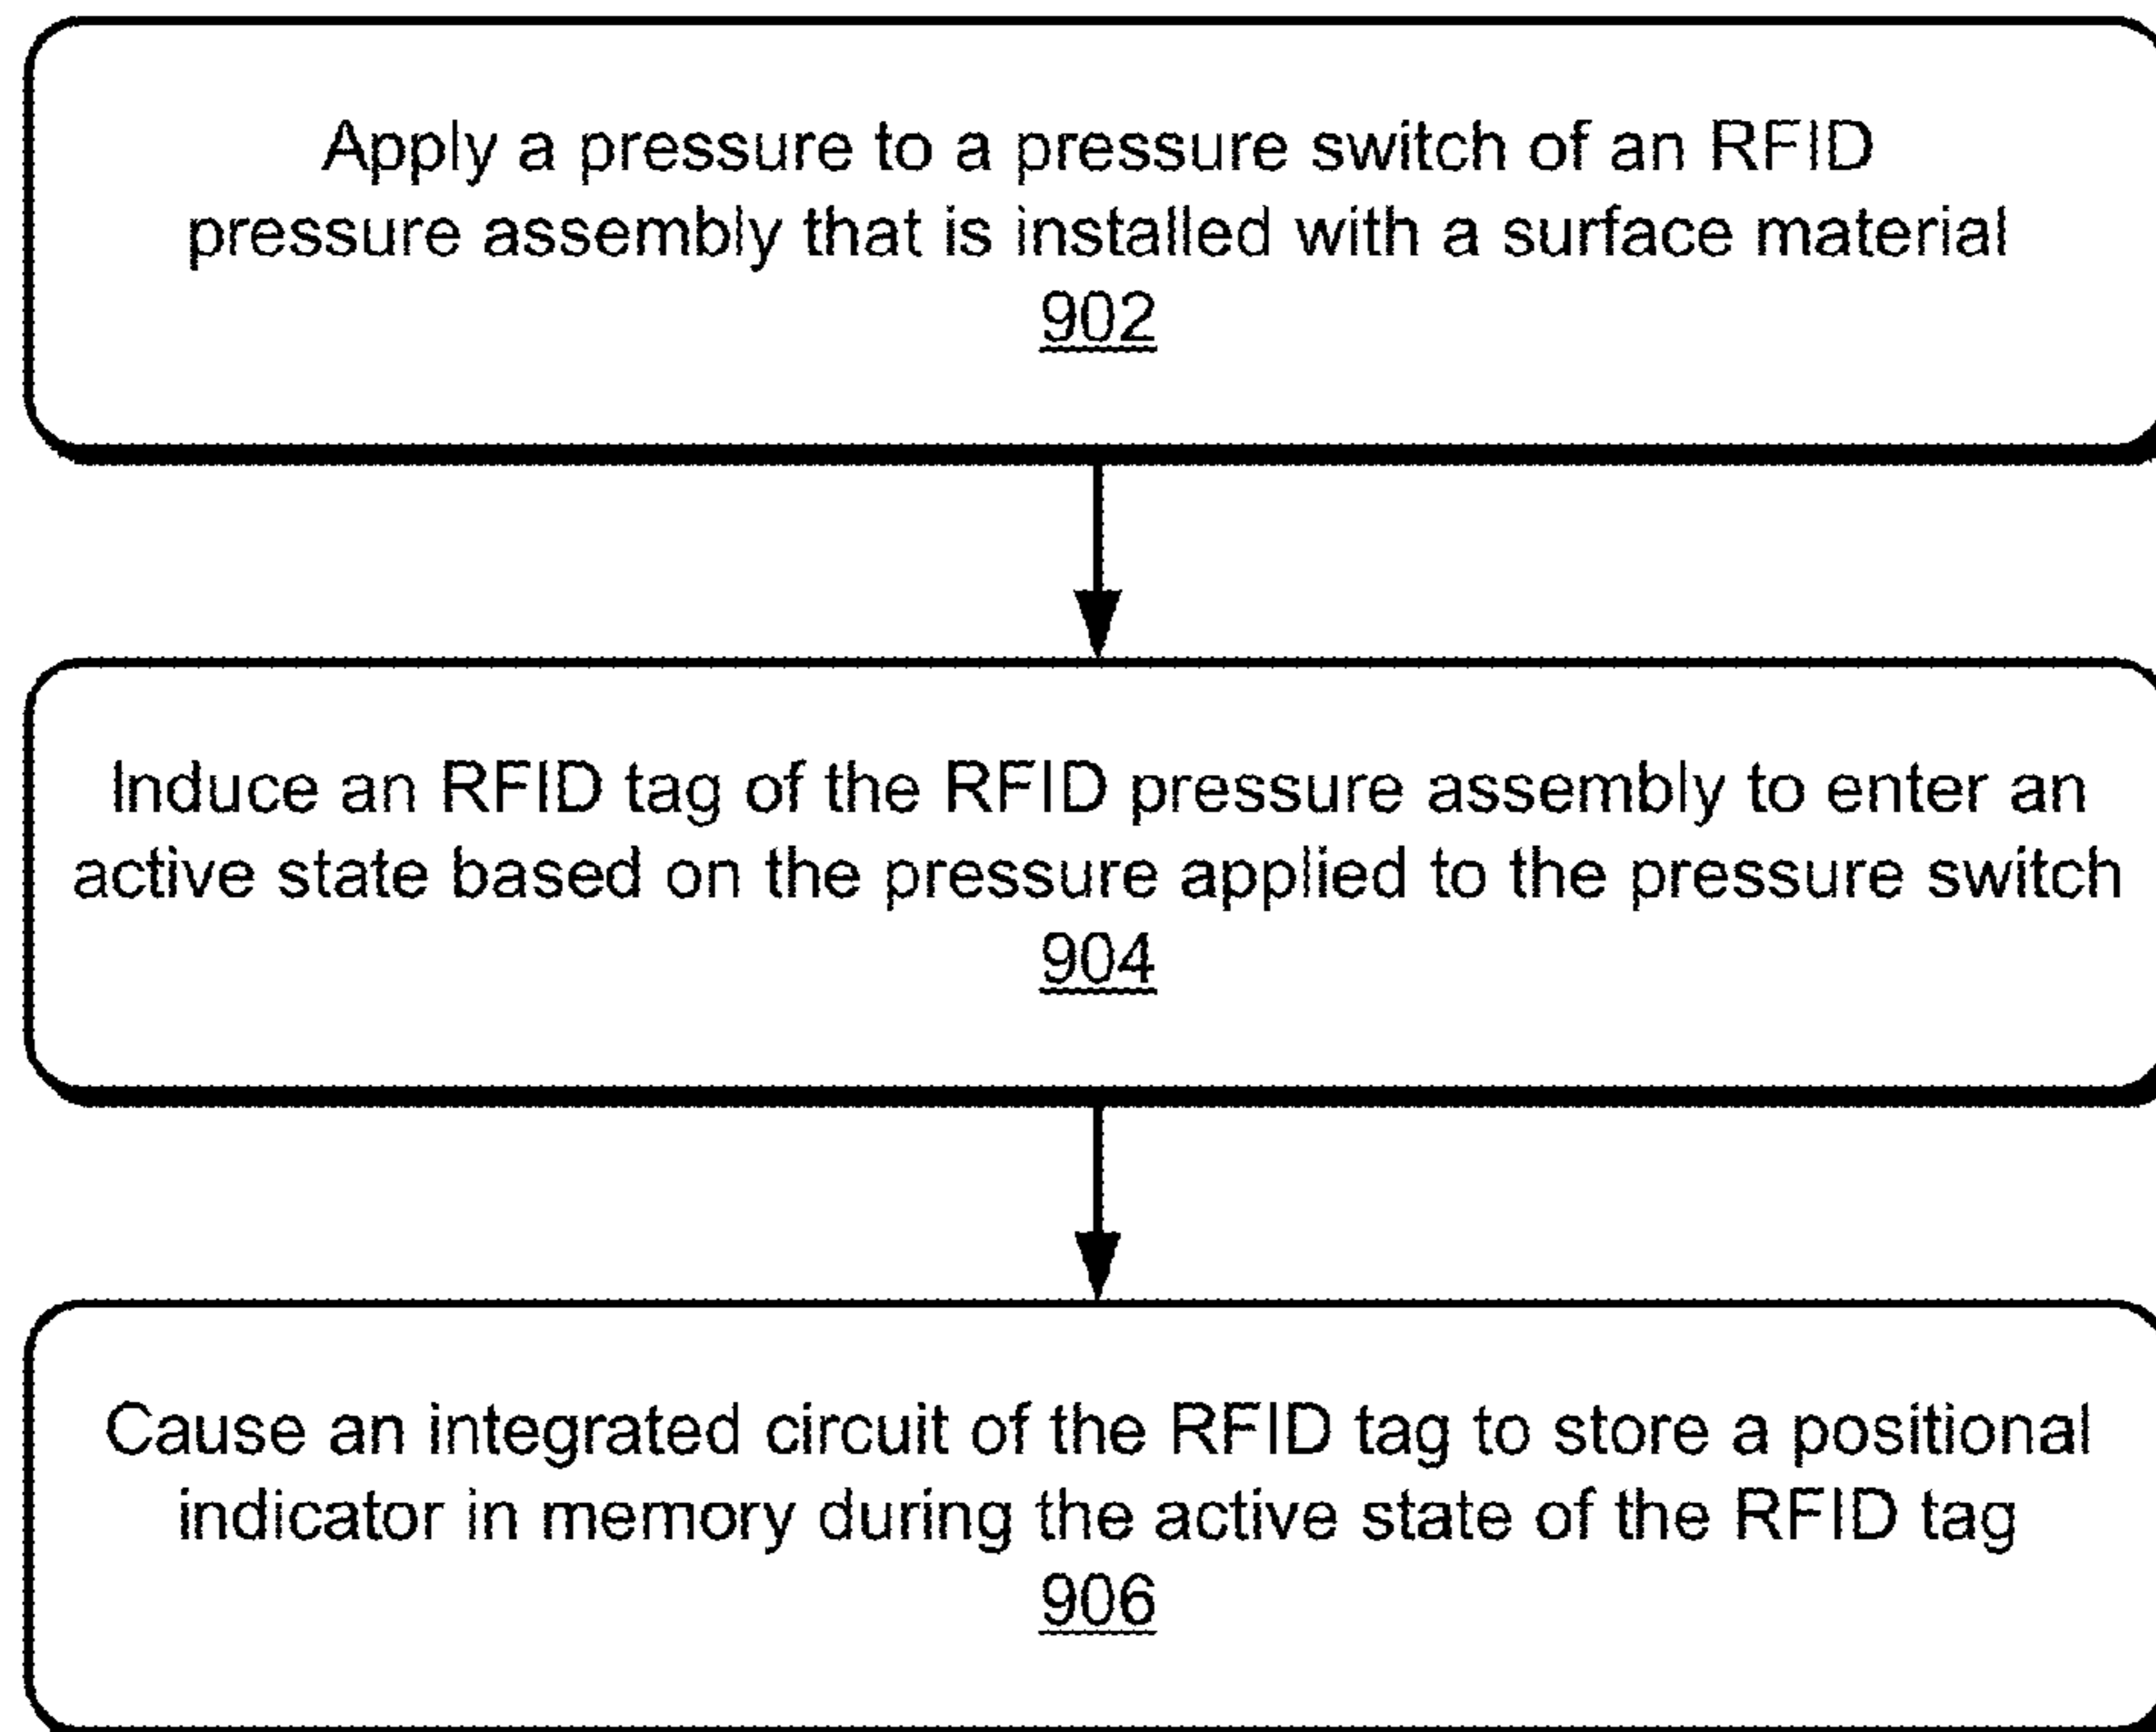 Apply a pressure to a pressure switch of an RFID
pressure assembly that is installed with a surface material
902
Induce an RFID tag of the RFID pressure assembly to enter an
active state based on the pressure applied to the pressure switch
904
Cause an integrated circuit of the RFID tag to store a positional
indicator in memory during the active state of the RFID tag
906